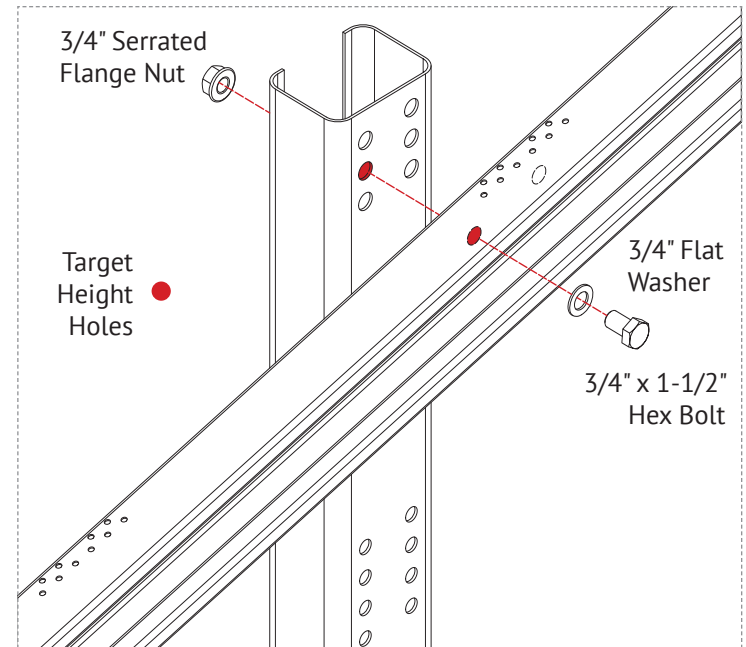 3/4" Serrated
Flange Nut
Target
Height
Holes
3/4" Flat
Washer
3/4" x 1-1/2"
Hex Bolt